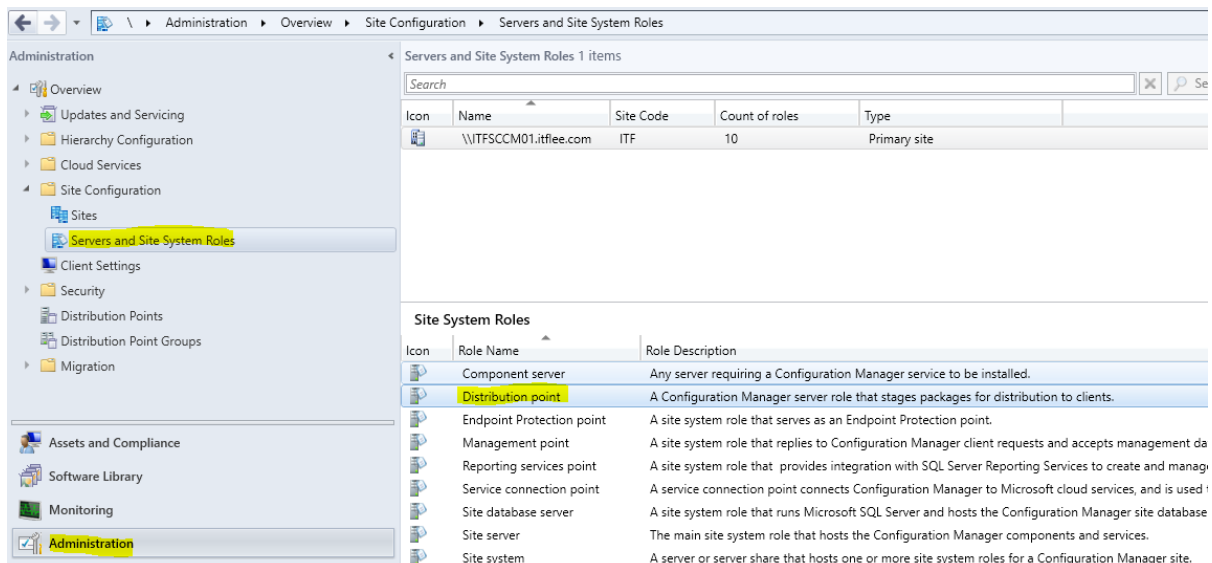 \ Administration Overview Site Configuration Servers and Site System Roles
Administration
Overview
Updates and Servicing
Hierarchy Configuration
Cloud Services
Site Configuration
Sites
Servers and Site System Roles
Client Settings
Security
Distribution Points
Distribution Point Groups
Migration
Assets and Compliance
Software Library
Monitoring
Administration
Servers and Site System Roles 1 items
Search
Icon Name Site Code Count of roles Type
\\ITFSCCM01.itflee.com ITF 10 Primary site
Site System Roles
Icon Role Name Role Description
Component server Any server requiring a Configuration Manager service to be installed.
Distribution point A Configuration Manager server role that stages packages for distribution to clients.
Endpoint Protection point A site system role that serves as an Endpoint Protection point.
Management point A site system role that replies to Configuration Manager client requests and accepts management da
Reporting services point A site system role that provides integration with SQL Server Reporting Services to create and manag
Service connection point A service connection point connects Configuration Manager to Microsoft cloud services, and is used
Site database server A site system role that runs Microsoft SQL Server and hosts the Configuration Manager site database
Site server The main site system role that hosts the Configuration Manager components and services.
Site system A server or server share that hosts one or more site system roles for a Configuration Manager site.